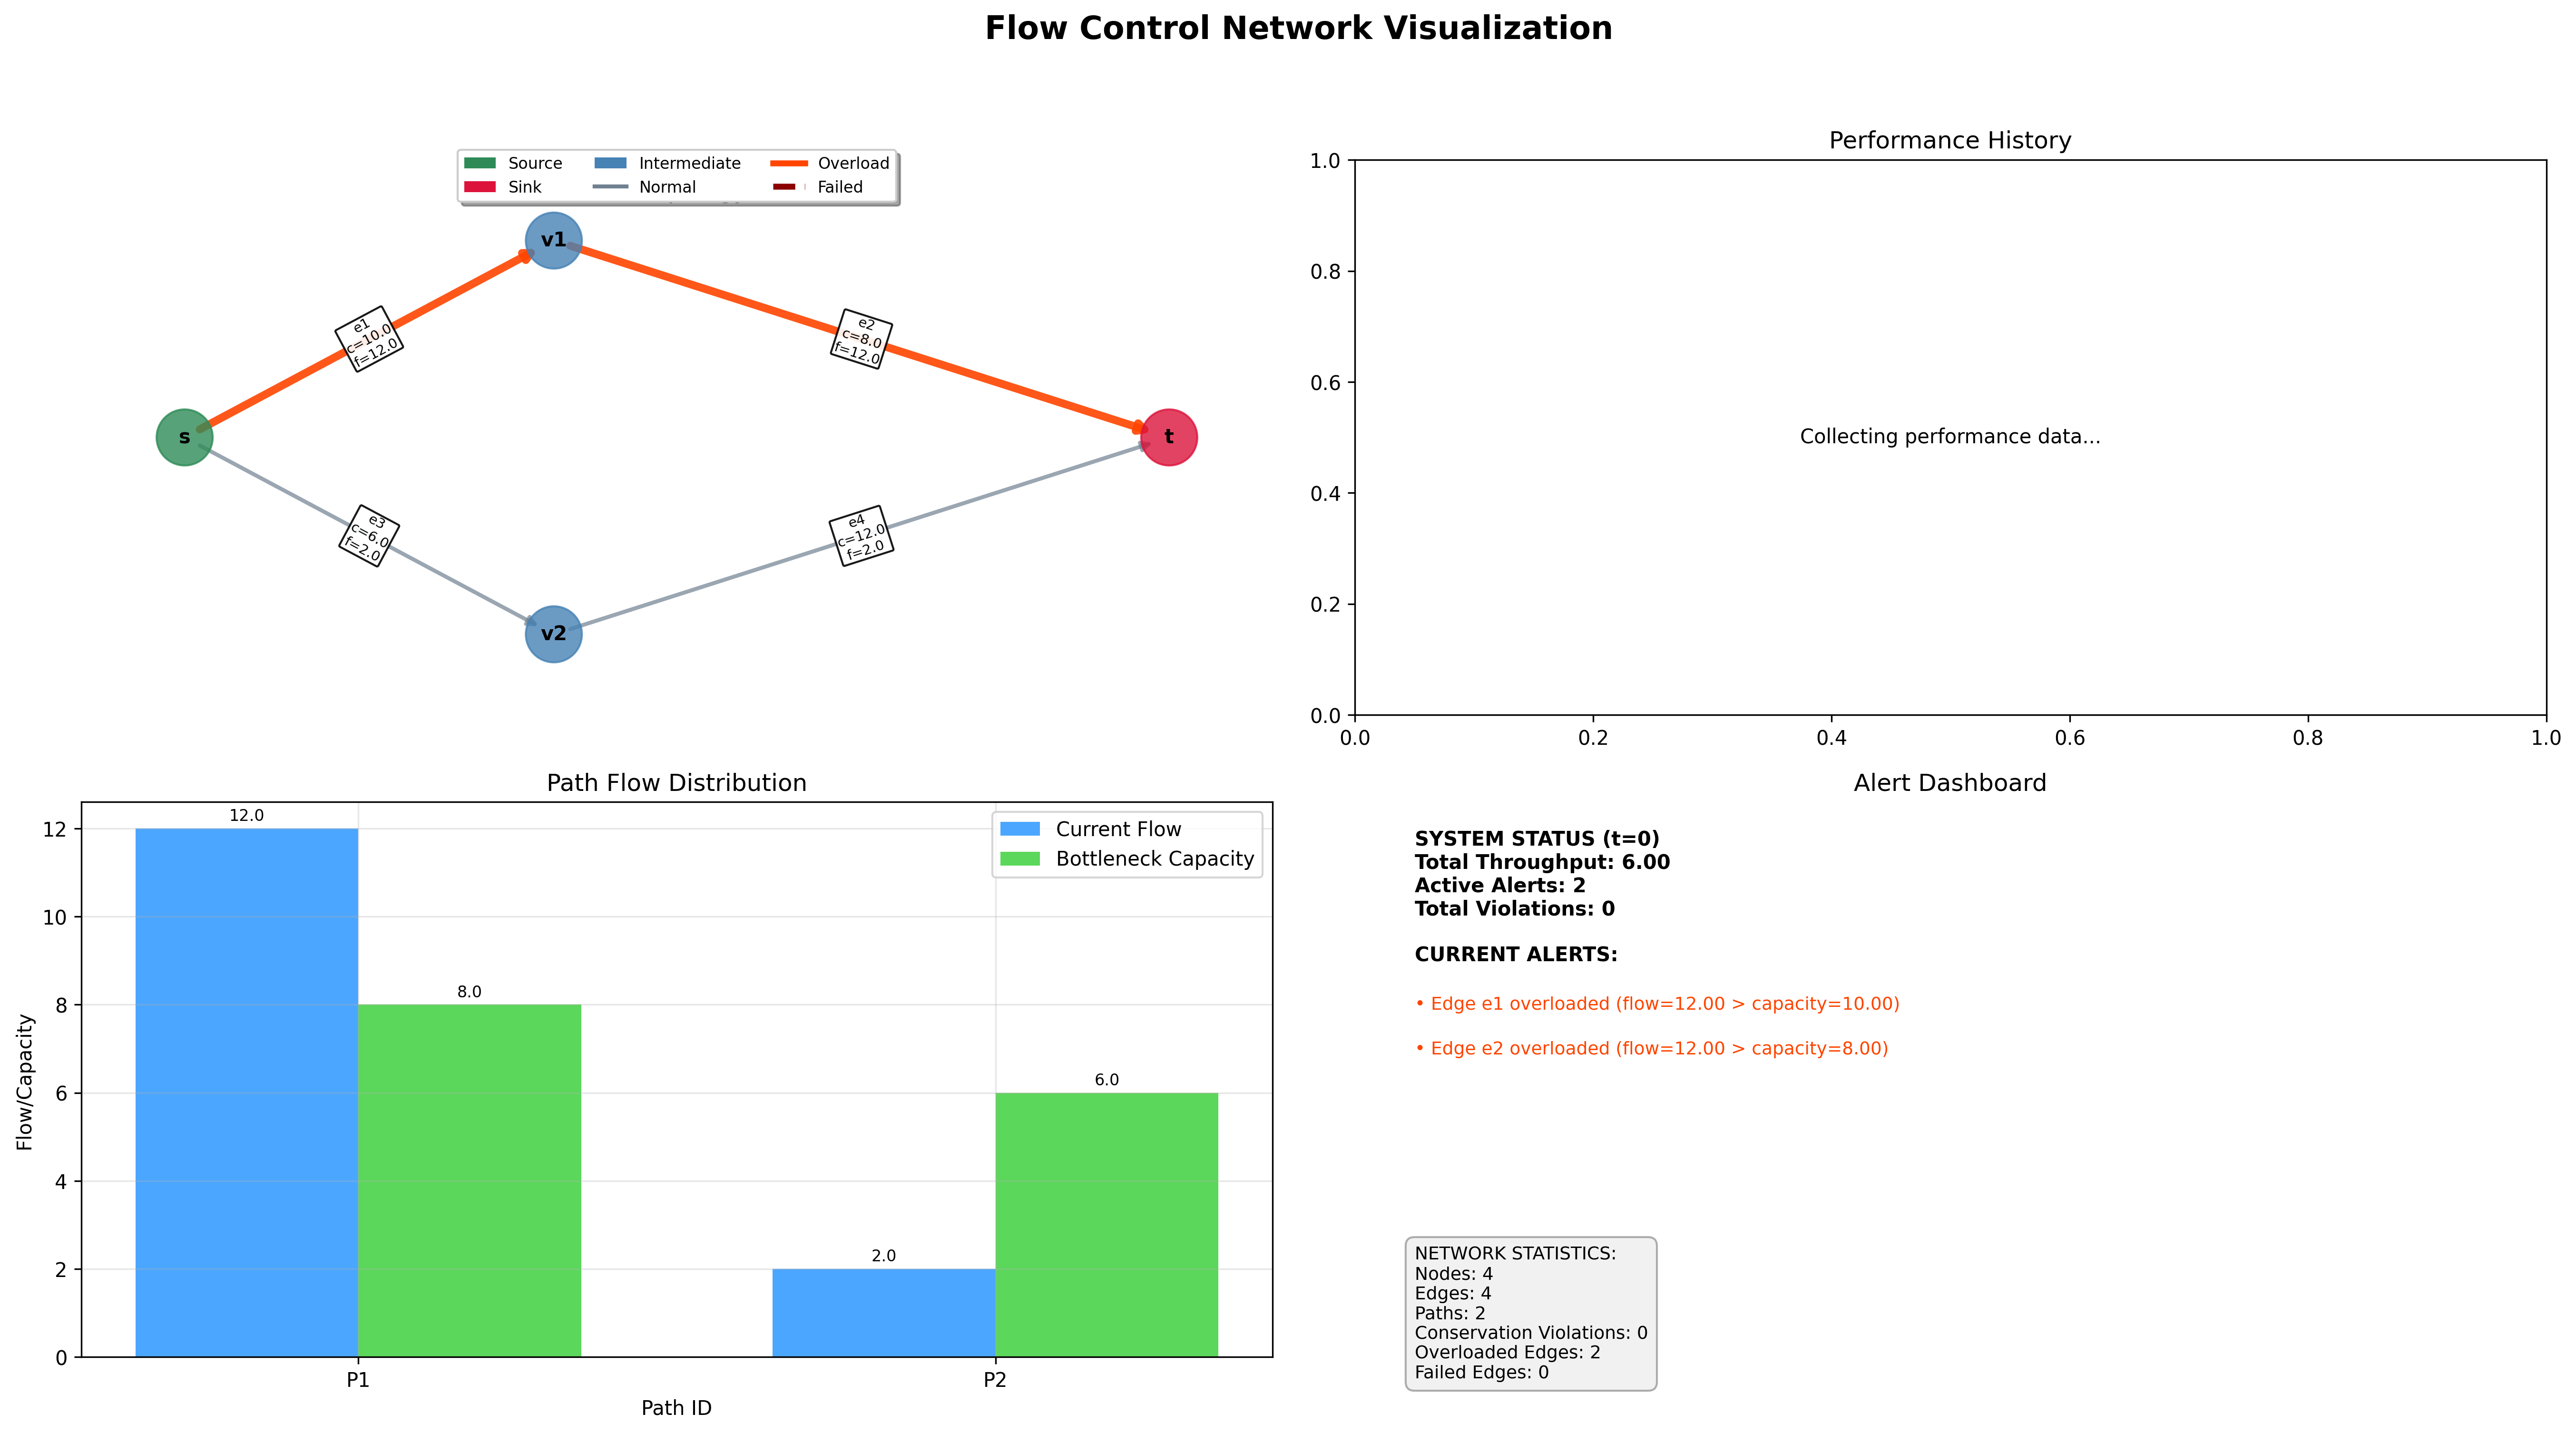 Flow Control Network Visualization
Source
Intermediate
Overload
Sink
Normal
Failed
v1
e1
c=10.0
f=12.0
e2
c=8.0
f=12.0
s
t
e3
c=6.0
f=2.0
e4
c=12.0
f=2.0
v2
Performance History
1.0
0.8
0.6
0.4
0.2
0.0
Collecting performance data...
0.0 0.2 0.4 0.6 0.8 1.0
Path Flow Distribution
Current Flow
Bottleneck Capacity
12
10
8
6
4
2
0
12.0
8.0
2.0
6.0
Flow/Capacity
P1 P2
Path ID
Alert Dashboard
SYSTEM STATUS (t=0)
Total Throughput: 6.00
Active Alerts: 2
Total Violations: 0
CURRENT ALERTS:
• Edge e1 overloaded (flow=12.00 > capacity=10.00)
• Edge e2 overloaded (flow=12.00 > capacity=8.00)
NETWORK STATISTICS:
Nodes: 4
Edges: 4
Paths: 2
Conservation Violations: 0
Overloaded Edges: 2
Failed Edges: 0